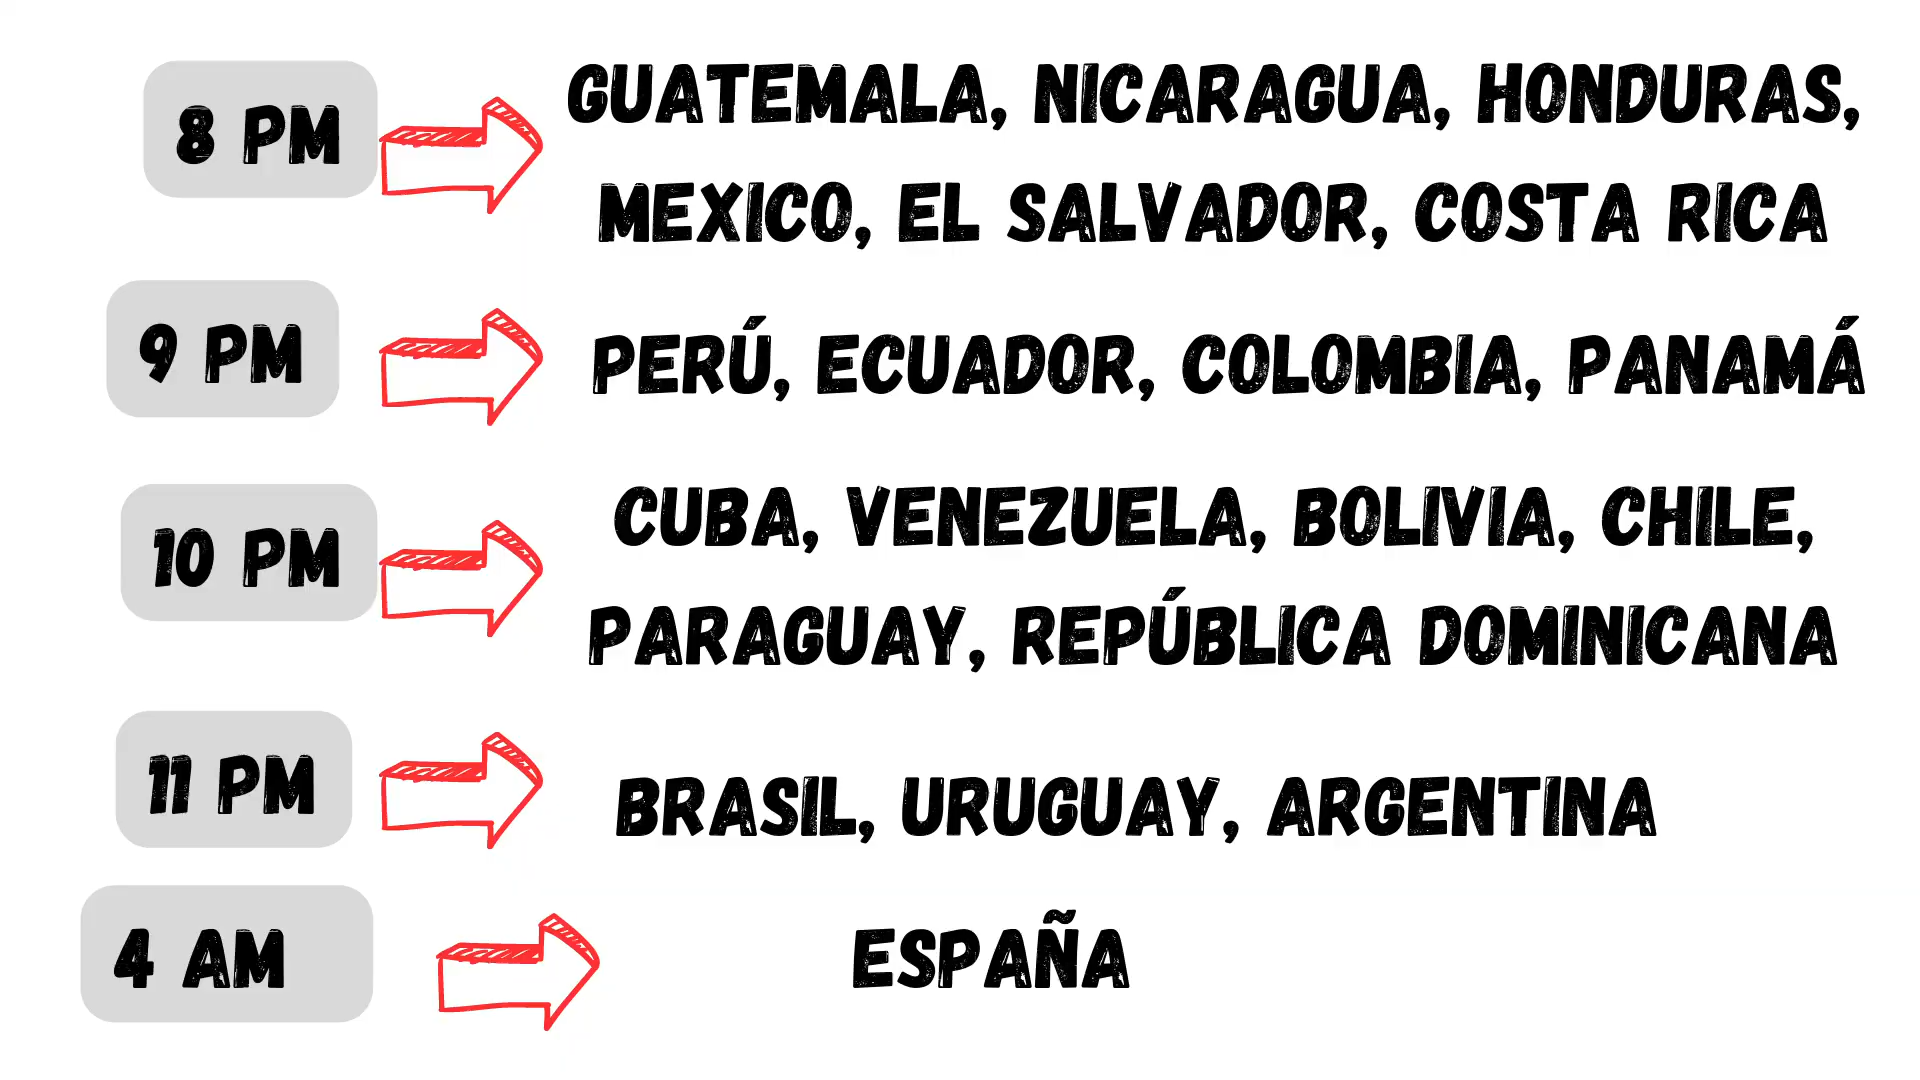 8 PM
GUATEMALA, NICARAGUA, HONDURAS,
MEXICO, EL SALVADOR, COSTA RICA
9 PM
PERÚ, ECUADOR, COLOMBIA, PANAMÁ
10 PM
CUBA, VENEZUELA, BOLIVIA, CHILE,
PARAGUAY, REPÚBLICA DOMINICANA
11 PM
BRASIL, URUGUAY, ARGENTINA
4 AM
ESPAÑA